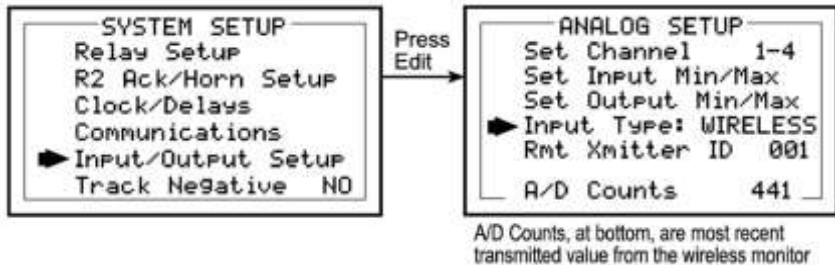 SYSTEM SETUP
Relay Setup
R2 Ack/Horn Setup
Clock/Delays
Communications
Input/Output Setup
Track Negative NO
Press
Edit
ANALOG SETUP
Set Channel 1-4
Set Input Min/Max
Set Output Min/Max
Input Type: WIRELESS
Rmt Xmitter ID 001
A/D Counts 441
A/D Counts, at bottom, are most recent
transmitted value from the wireless monitor